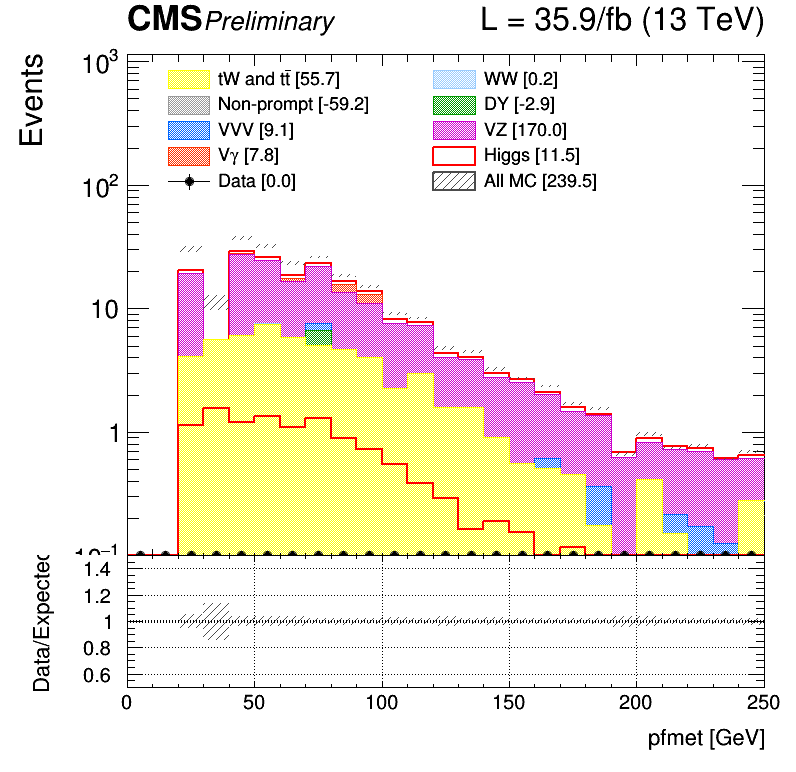 CMS Preliminary L = 35.9/fb (13 TeV)
Events
tW and tt̄ [55.7] WW [0.2]
Non-prompt [-59.2] DY [-2.9]
VVV [9.1] VZ [170.0]
Vγ [7.8] Higgs [11.5]
Data [0.0] All MC [239.5]
10³
10²
10
1
10⁻¹
Data/Expected
1.4
1.2
1
0.8
0.6
0 50 100 150 200 250
pfmet [GeV]